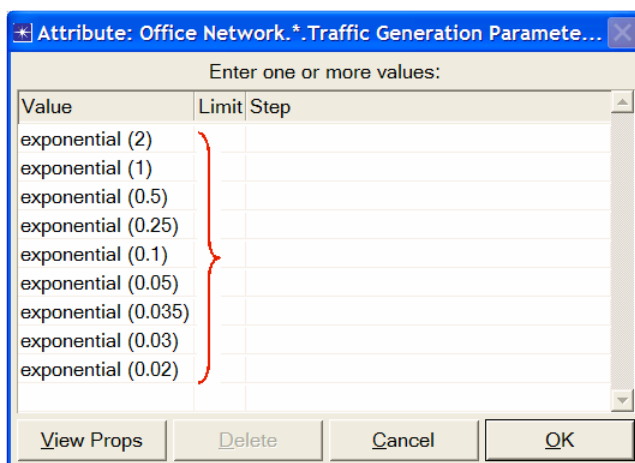 Attribute: Office Network.*.Traffic Generation Paramete...
Enter one or more values:
Value Limit Step
exponential (2)
exponential (1)
exponential (0.5)
exponential (0.25)
exponential (0.1)
exponential (0.05)
exponential (0.035)
exponential (0.03)
exponential (0.02)
View Props Delete Cancel OK